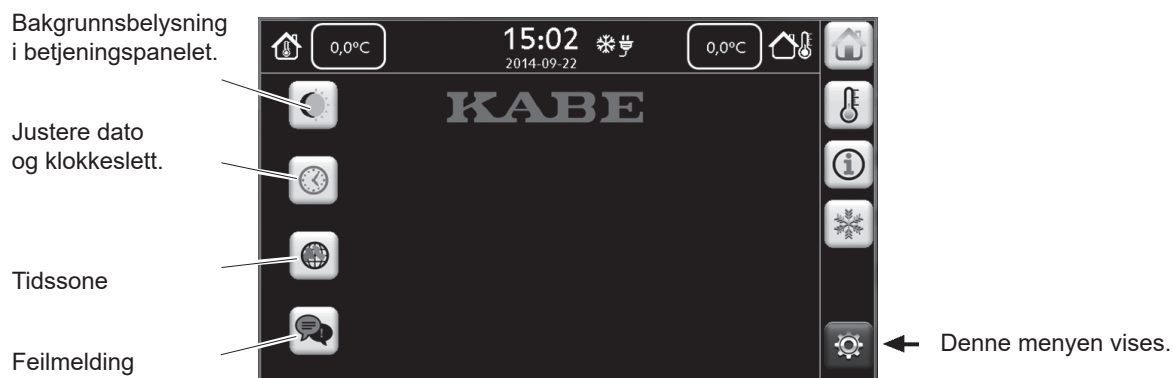 Bakgrunnsbelysning
i betjeningspanelet.
0,0°C
15:02
2014-09-22
0,0°C
KABE
Justere dato
og klokkeslett.
Tidssone
Feilmelding
Denne menyen vises.